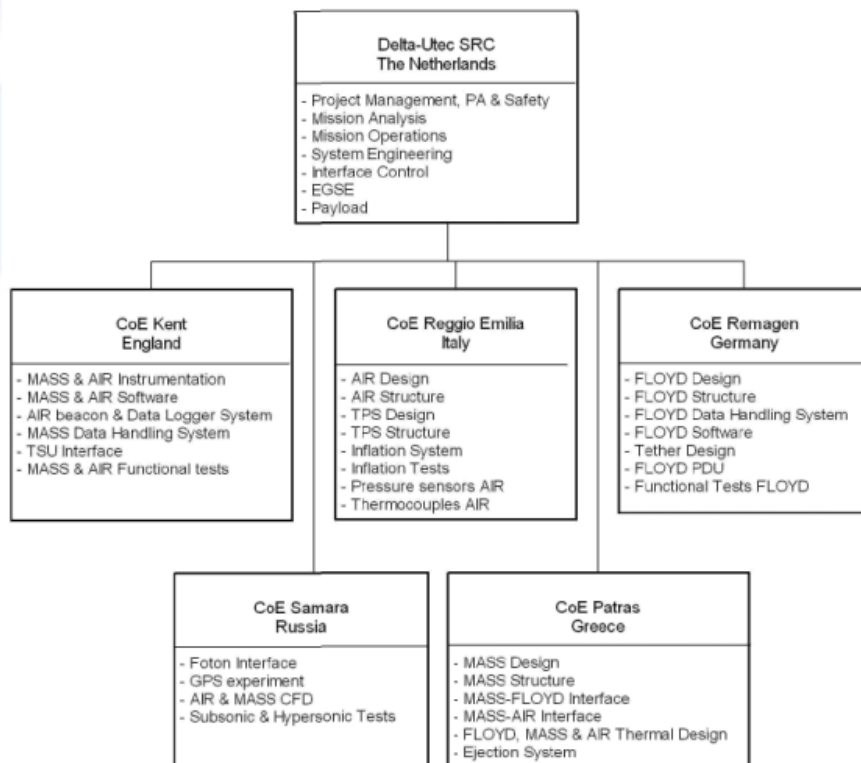 Delta-Utec SRC
The Netherlands
- Project Management, PA & Safety
- Mission Analysis
- Mission Operations
- System Engineering
- Interface Control
- EGSE
- Payload
CoE Kent
England
- MASS & AIR Instrumentation
- MASS & AIR Software
- AIR beacon & Data Logger System
- MASS Data Handling System
- TSU Interface
- MASS & AIR Functional tests
CoE Reggio Emilia
Italy
- AIR Design
- AIR Structure
- TPS Design
- TPS Structure
- Inflation System
- Inflation Tests
- Pressure sensors AIR
- Thermocouples AIR
CoE Remagen
Germany
- FLOYD Design
- FLOYD Structure
- FLOYD Data Handling System
- FLOYD Software
- Tether Design
- FLOYD PDU
- Functional Tests FLOYD
CoE Samara
Russia
- Foton Interface
- GPS experiment
- AIR & MASS CFD
- Subsonic & Hypersonic Tests
CoE Patras
Greece
- MASS Design
- MASS Structure
- MASS-FLOYD Interface
- MASS-AIR Interface
- FLOYD, MASS & AIR Thermal Design
- Ejection System